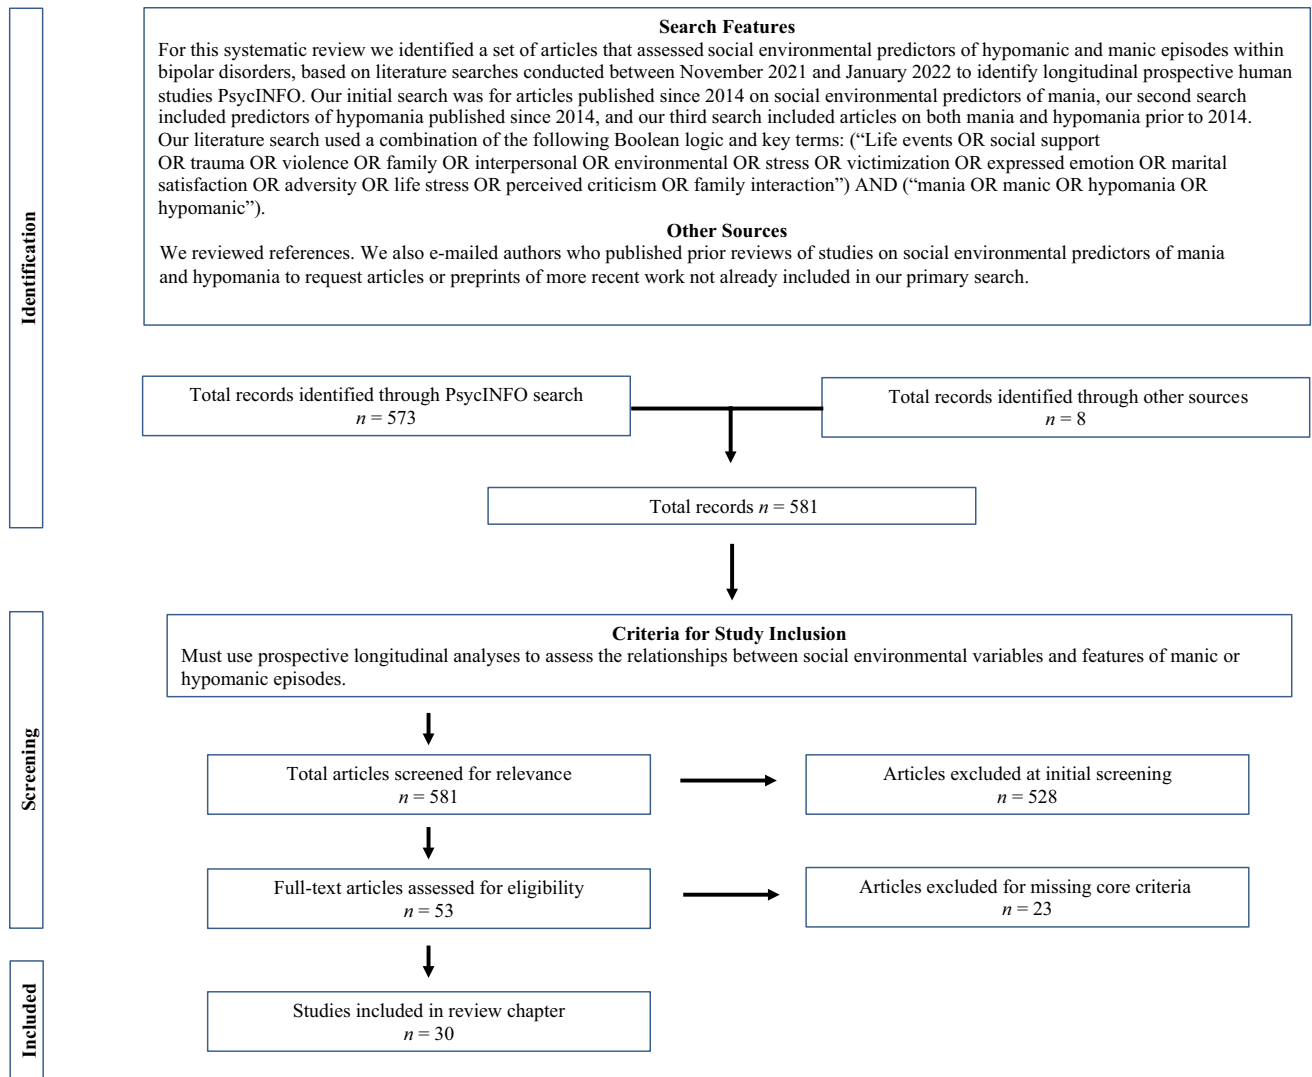 Identification
Search Features
For this systematic review we identified a set of articles that assessed social environmental predictors of hypomanic and manic episodes within
bipolar disorders, based on literature searches conducted between November 2021 and January 2022 to identify longitudinal prospective human
studies PsycINFO. Our initial search was for articles published since 2014 on social environmental predictors of mania, our second search
included predictors of hypomania published since 2014, and our third search included articles on both mania and hypomania prior to 2014.
Our literature search used a combination of the following Boolean logic and key terms: (“Life events OR social support
OR trauma OR violence OR family OR interpersonal OR environmental OR stress OR victimization OR expressed emotion OR marital
satisfaction OR adversity OR life stress OR perceived criticism OR family interaction”) AND (“mania OR manic OR hypomania OR
hypomanic”).
Other Sources
We reviewed references. We also e-mailed authors who published prior reviews of studies on social environmental predictors of mania
and hypomania to request articles or preprints of more recent work not already included in our primary search.
Total records identified through PsycINFO search
n = 573
Total records identified through other sources
n = 8
Total records n = 581
Screening
Criteria for Study Inclusion
Must use prospective longitudinal analyses to assess the relationships between social environmental variables and features of manic or
hypomanic episodes.
Total articles screened for relevance
n = 581
Articles excluded at initial screening
n = 528
Full-text articles assessed for eligibility
n = 53
Articles excluded for missing core criteria
n = 23
Included
Studies included in review chapter
n = 30